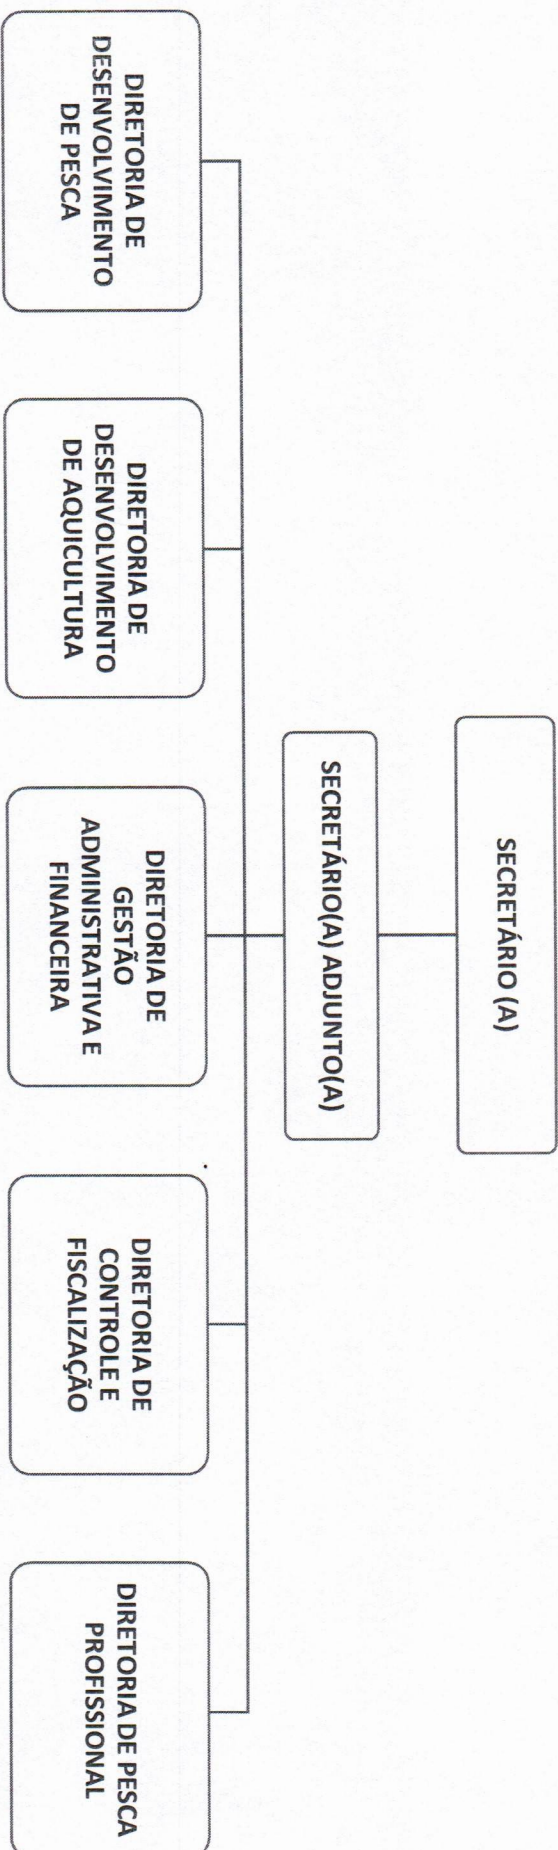 SECRETÁRIO (A)
SECRETÁRIO(A) ADJUNTO(A)
DIRETORIA DE
DESENVOLVIMENTO
DE PESCA
DIRETORIA DE
DESENVOLVIMENTO
DE AQUICULTURA
DIRETORIA DE
GESTÃO
ADMINISTRATIVA E
FINANCEIRA
DIRETORIA DE
CONTROLE E
FISCALIZAÇÃO
DIRETORIA DE PESCA
PROFISSIONAL